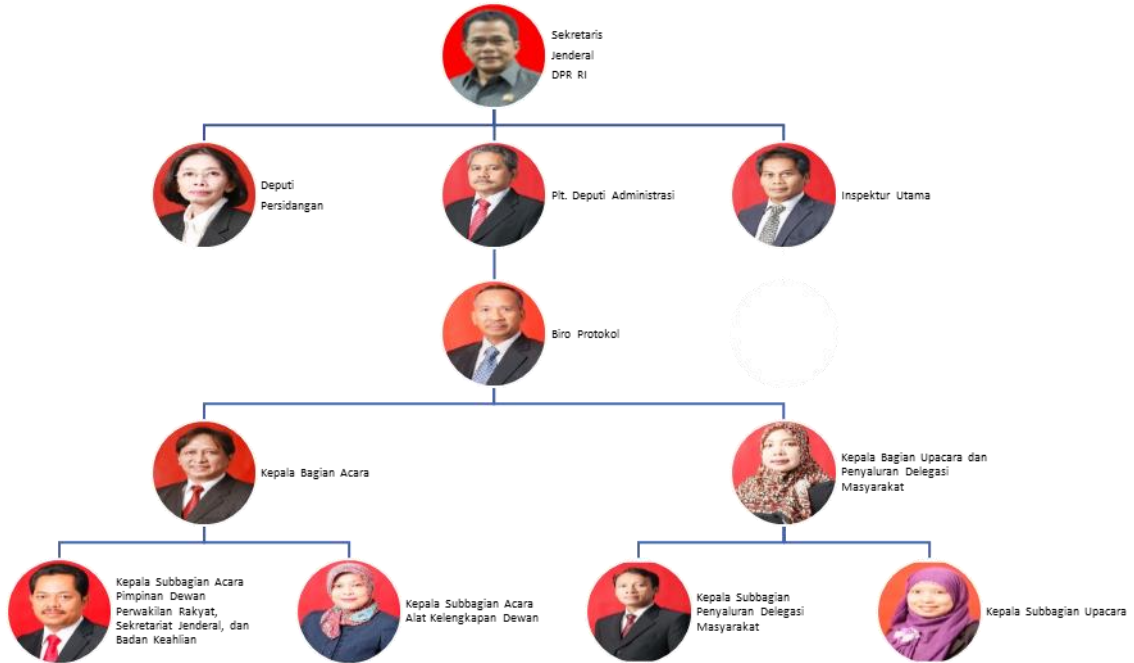 Sekretaris
Jenderal
DPR RI
Deputi
Persidangan
Plt. Deputi Administrasi
Inspektur Utama
Biro Protokol
Kepala Bagian Acara
Kepala Bagian Upacara dan
Penyaluran Delegasi
Masyarakat
Kepala Subbagian Acara
Pimpinan Dewan
Perwakilan Rakyat,
Sekretariat Jenderal, dan
Badan Keahlian
Kepala Subbagian Acara
Alat Kelengkapan Dewan
Kepala Subbagian
Penyaluran Delegasi
Masyarakat
Kepala Subbagian Upacara